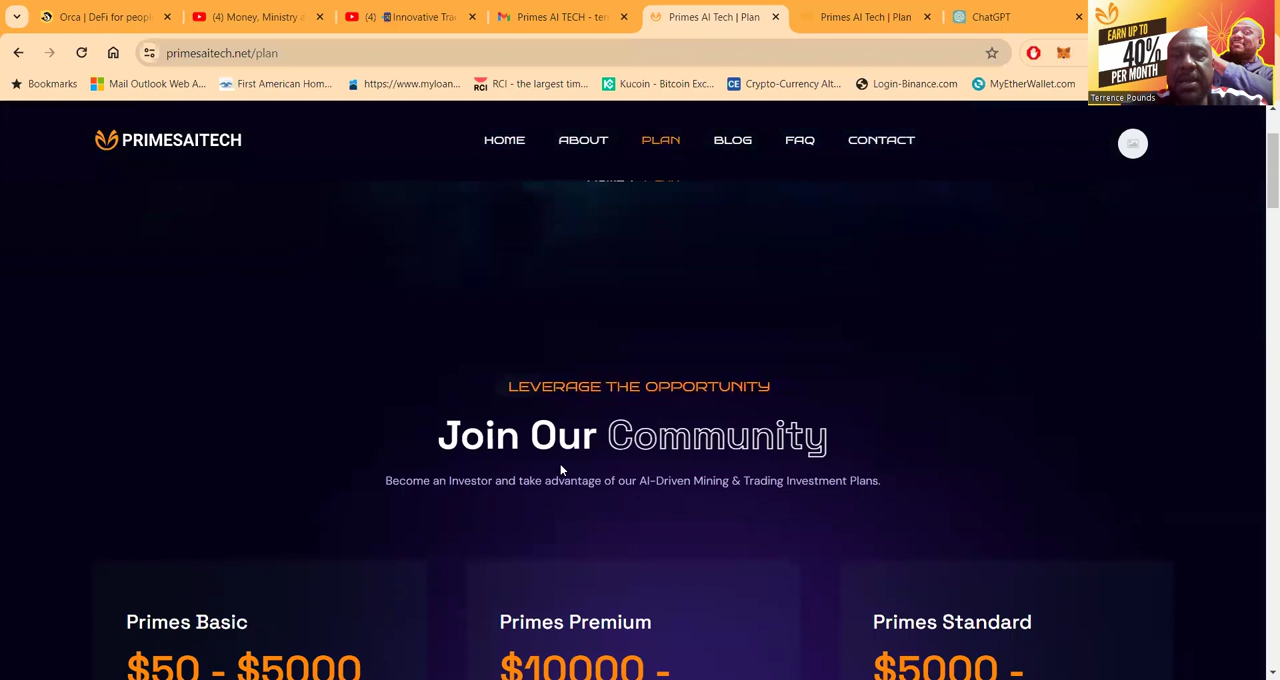 Orca | DeFi for peopl
(4) Money, Ministry a
(4) Innovative Tra
Primes AI TECH - ten
Primes AI Tech | Plan
Primes AI Tech | Plan
ChatGPT
primesaitech.net/plan
Bookmarks
Mail Outlook Web A...
First American Hom...
https://www.myloan...
RCI
RCI - the largest tim...
Kucoin - Bitcoin Exc...
CE
Crypto-Currency Alt...
Login-Binance.com
MyEtherWallet.com
EARN UP TO
40%
PER MONTH
Terrence Pounds
PRIMESAITECH
HOME
ABOUT
PLAN
BLOG
FAQ
CONTACT
LEVERAGE THE OPPORTUNITY
Join Our Community
Become an Investor and take advantage of our AI-Driven Mining & Trading Investment Plans.
Primes Basic
$50 - $5000
Primes Premium
$10000 -
Primes Standard
$5000 -